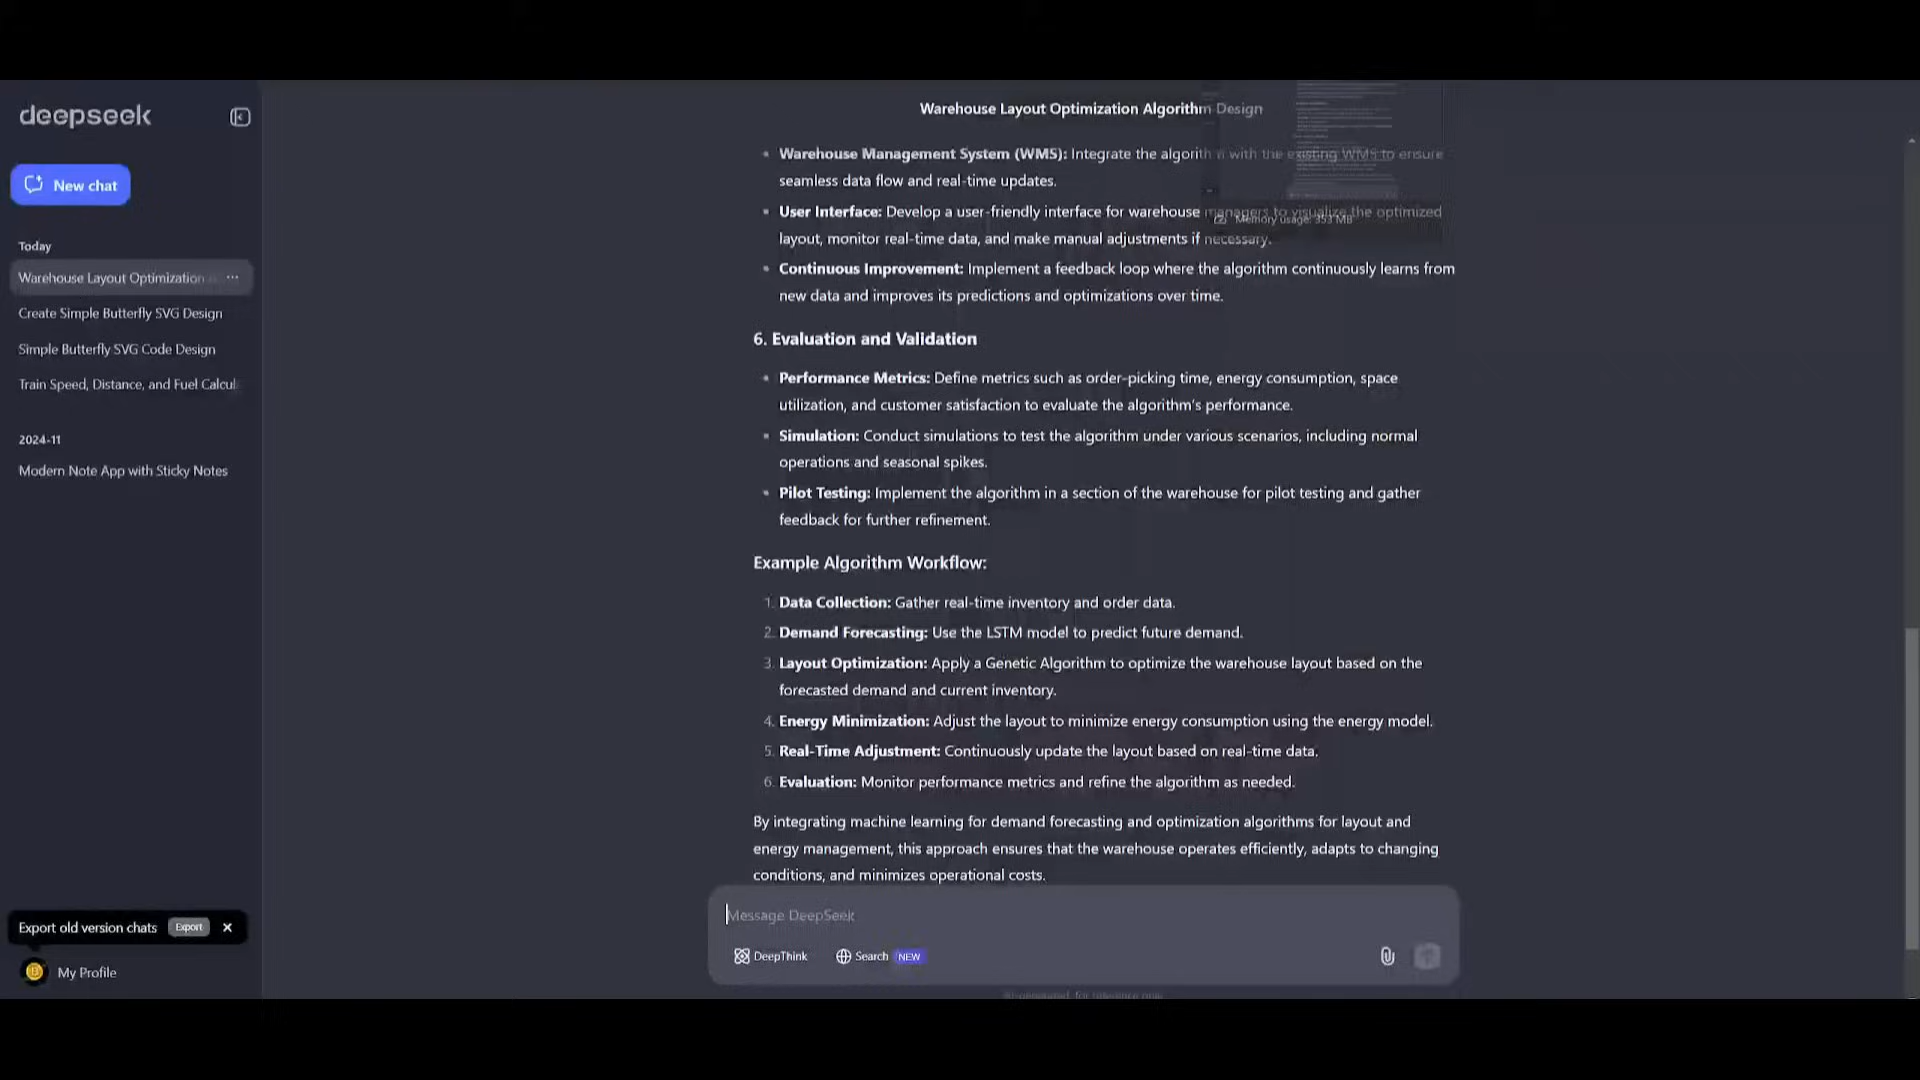 deepseek
New chat
Today
Warehouse Layout Optimization
Create Simple Butterfly SVG Design
Simple Butterfly SVG Code Design
Train Speed, Distance, and Fuel Calcul
2024-11
Modern Note App with Sticky Notes
Export old version chats Export
My Profile
Warehouse Layout Optimization Algorithm Design
Warehouse Management System (WMS): Integrate the algorithm with the existing WMS to ensure
seamless data flow and real-time updates.
User Interface: Develop a user-friendly interface for warehouse managers to visualize the optimized
Memory usage: 353 MB
layout, monitor real-time data, and make manual adjustments if necessary.
Continuous Improvement: Implement a feedback loop where the algorithm continuously learns from
new data and improves its predictions and optimizations over time.
6. Evaluation and Validation
Performance Metrics: Define metrics such as order-picking time, energy consumption, space
utilization, and customer satisfaction to evaluate the algorithm's performance.
Simulation: Conduct simulations to test the algorithm under various scenarios, including normal
operations and seasonal spikes.
Pilot Testing: Implement the algorithm in a section of the warehouse for pilot testing and gather
feedback for further refinement.
Example Algorithm Workflow:
1. Data Collection: Gather real-time inventory and order data.
2. Demand Forecasting: Use the LSTM model to predict future demand.
3. Layout Optimization: Apply a Genetic Algorithm to optimize the warehouse layout based on the
forecasted demand and current inventory.
4. Energy Minimization: Adjust the layout to minimize energy consumption using the energy model.
5. Real-Time Adjustment: Continuously update the layout based on real-time data.
6. Evaluation: Monitor performance metrics and refine the algorithm as needed.
By integrating machine learning for demand forecasting and optimization algorithms for layout and
energy management, this approach ensures that the warehouse operates efficiently, adapts to changing
conditions, and minimizes operational costs.
Message DeepSeek
DeepThink Search NEW
AI-generated, for reference only